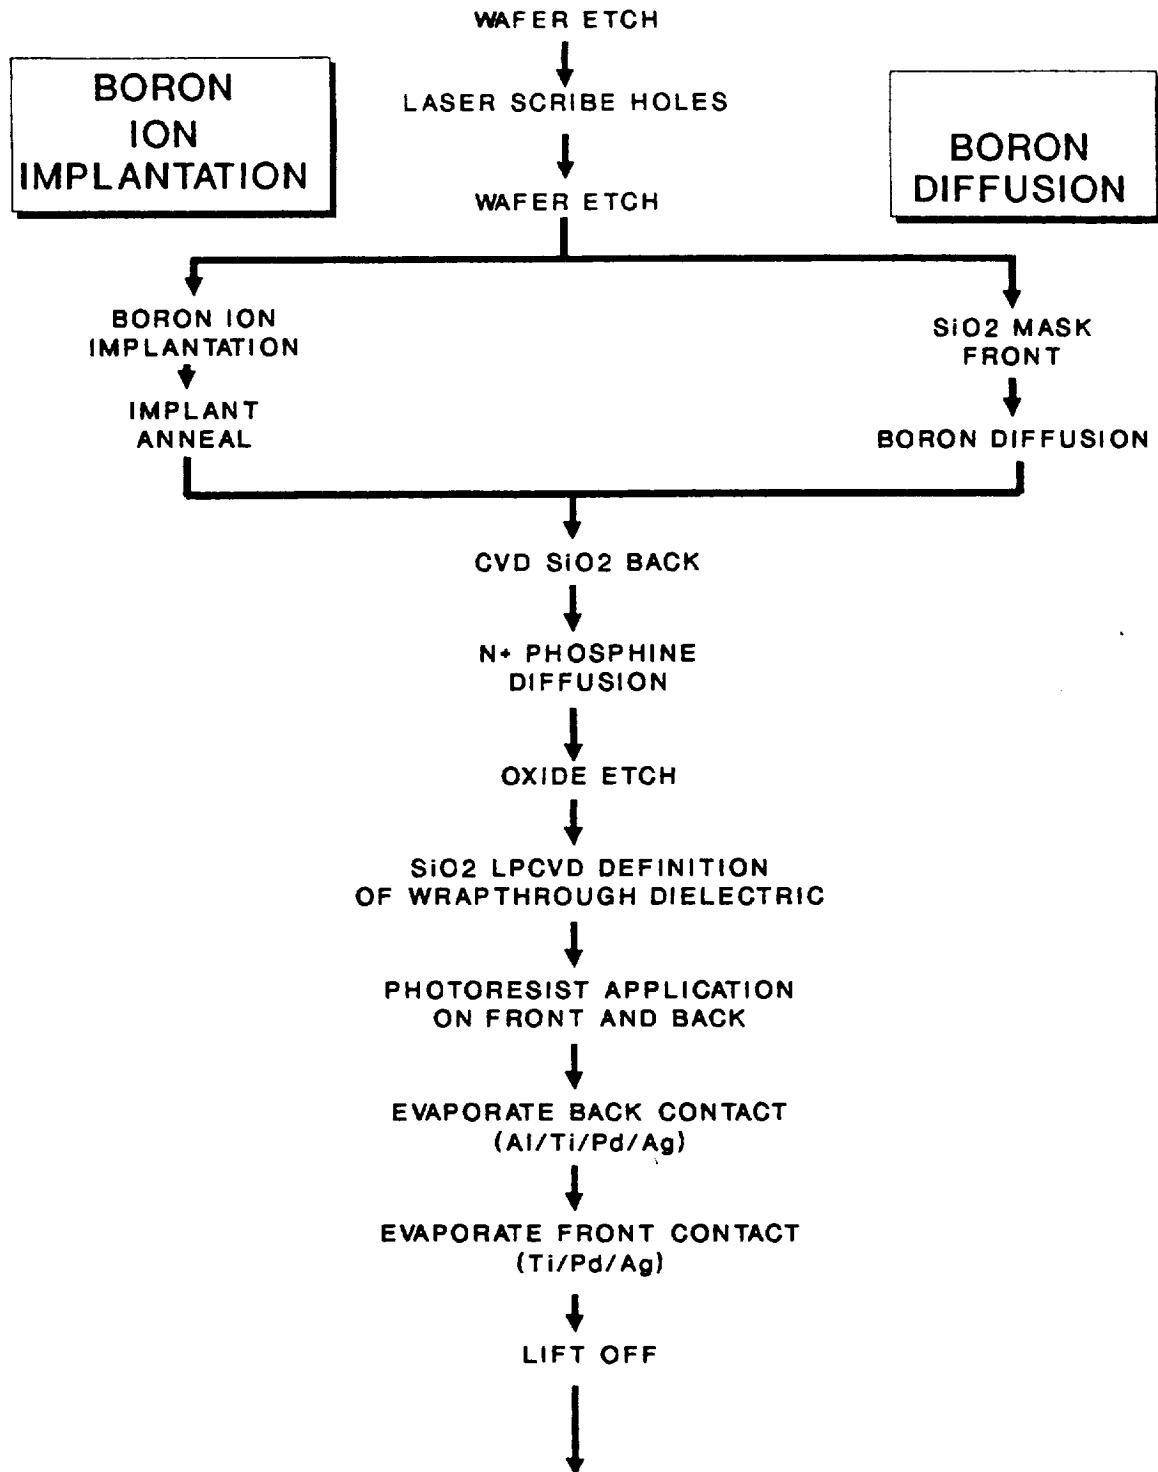 WAFER ETCH
BORON
ION
IMPLANTATION
LASER SCRIBE HOLES
BORON
DIFFUSION
WAFER ETCH
BORON ION
IMPLANTATION
IMPLANT
ANNEAL
SiO2 MASK
FRONT
BORON DIFFUSION
CVD SiO2 BACK
N+ PHOSPHINE
DIFFUSION
OXIDE ETCH
SiO2 LPCVD DEFINITION
OF WRAPTHROUGH DIELECTRIC
PHOTORESIST APPLICATION
ON FRONT AND BACK
EVAPORATE BACK CONTACT
(Al/Ti/Pd/Ag)
EVAPORATE FRONT CONTACT
(Ti/Pd/Ag)
LIFT OFF